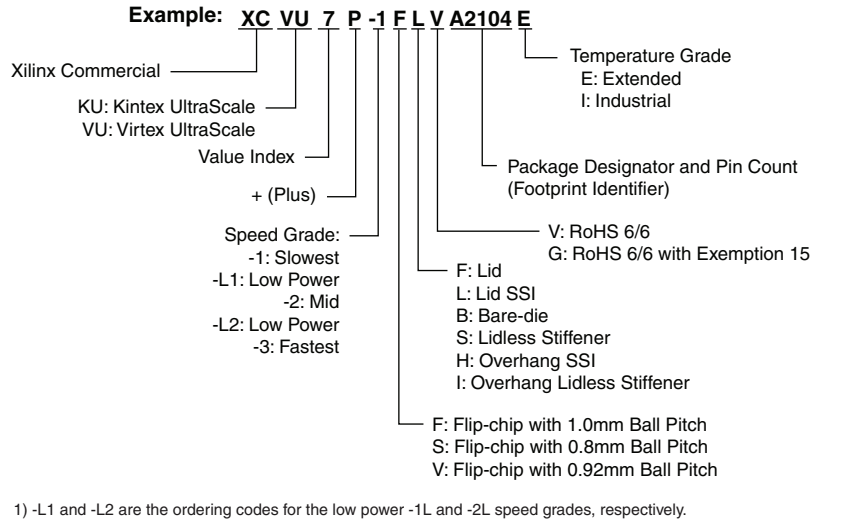 Example: XC VU 7 P -1 F L V A2104 E
Temperature Grade
E: Extended
I: Industrial
Xilinx Commercial
KU: Kintex UltraScale
VU: Virtex UltraScale
Value Index
Package Designator and Pin Count
(Footprint Identifier)
+ (Plus)
V: RoHS 6/6
G: RoHS 6/6 with Exemption 15
Speed Grade:
-1: Slowest
-L1: Low Power
-2: Mid
-L2: Low Power
-3: Fastest
F: Lid
L: Lid SSI
B: Bare-die
S: Lidless Stiffener
H: Overhang SSI
I: Overhang Lidless Stiffener
F: Flip-chip with 1.0mm Ball Pitch
S: Flip-chip with 0.8mm Ball Pitch
V: Flip-chip with 0.92mm Ball Pitch
1) -L1 and -L2 are the ordering codes for the low power -1L and -2L speed grades, respectively.